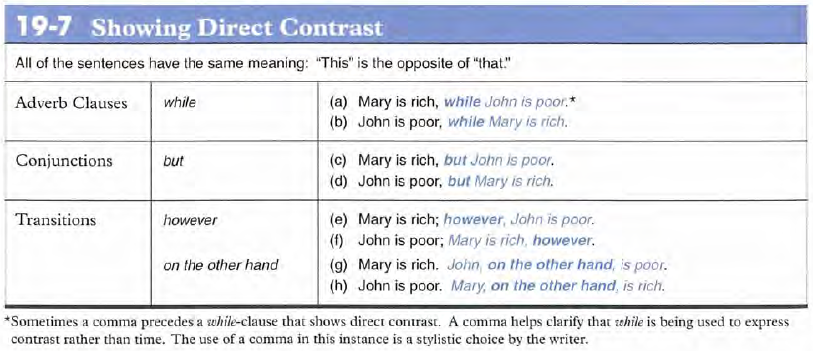 19-7 Showing Direct Contrast
All of the sentences have the same meaning: "This" is the opposite of "that."
Adverb Clauses while (a) Mary is rich, while John is poor.*
(b) John is poor, while Mary is rich.
Conjunctions but (c) Mary is rich, but John is poor.
(d) John is poor, but Mary is rich.
Transitions however (e) Mary is rich; however, John is poor.
(f) John is poor; Mary is rich, however.
on the other hand (g) Mary is rich. John, on the other hand, is poor.
(h) John is poor. Mary, on the other hand, is rich.
*Sometimes a comma precedes a while-clause that shows direct contrast. A comma helps clarify that while is being used to express
contrast rather than time. The use of a comma in this instance is a stylistic choice by the writer.